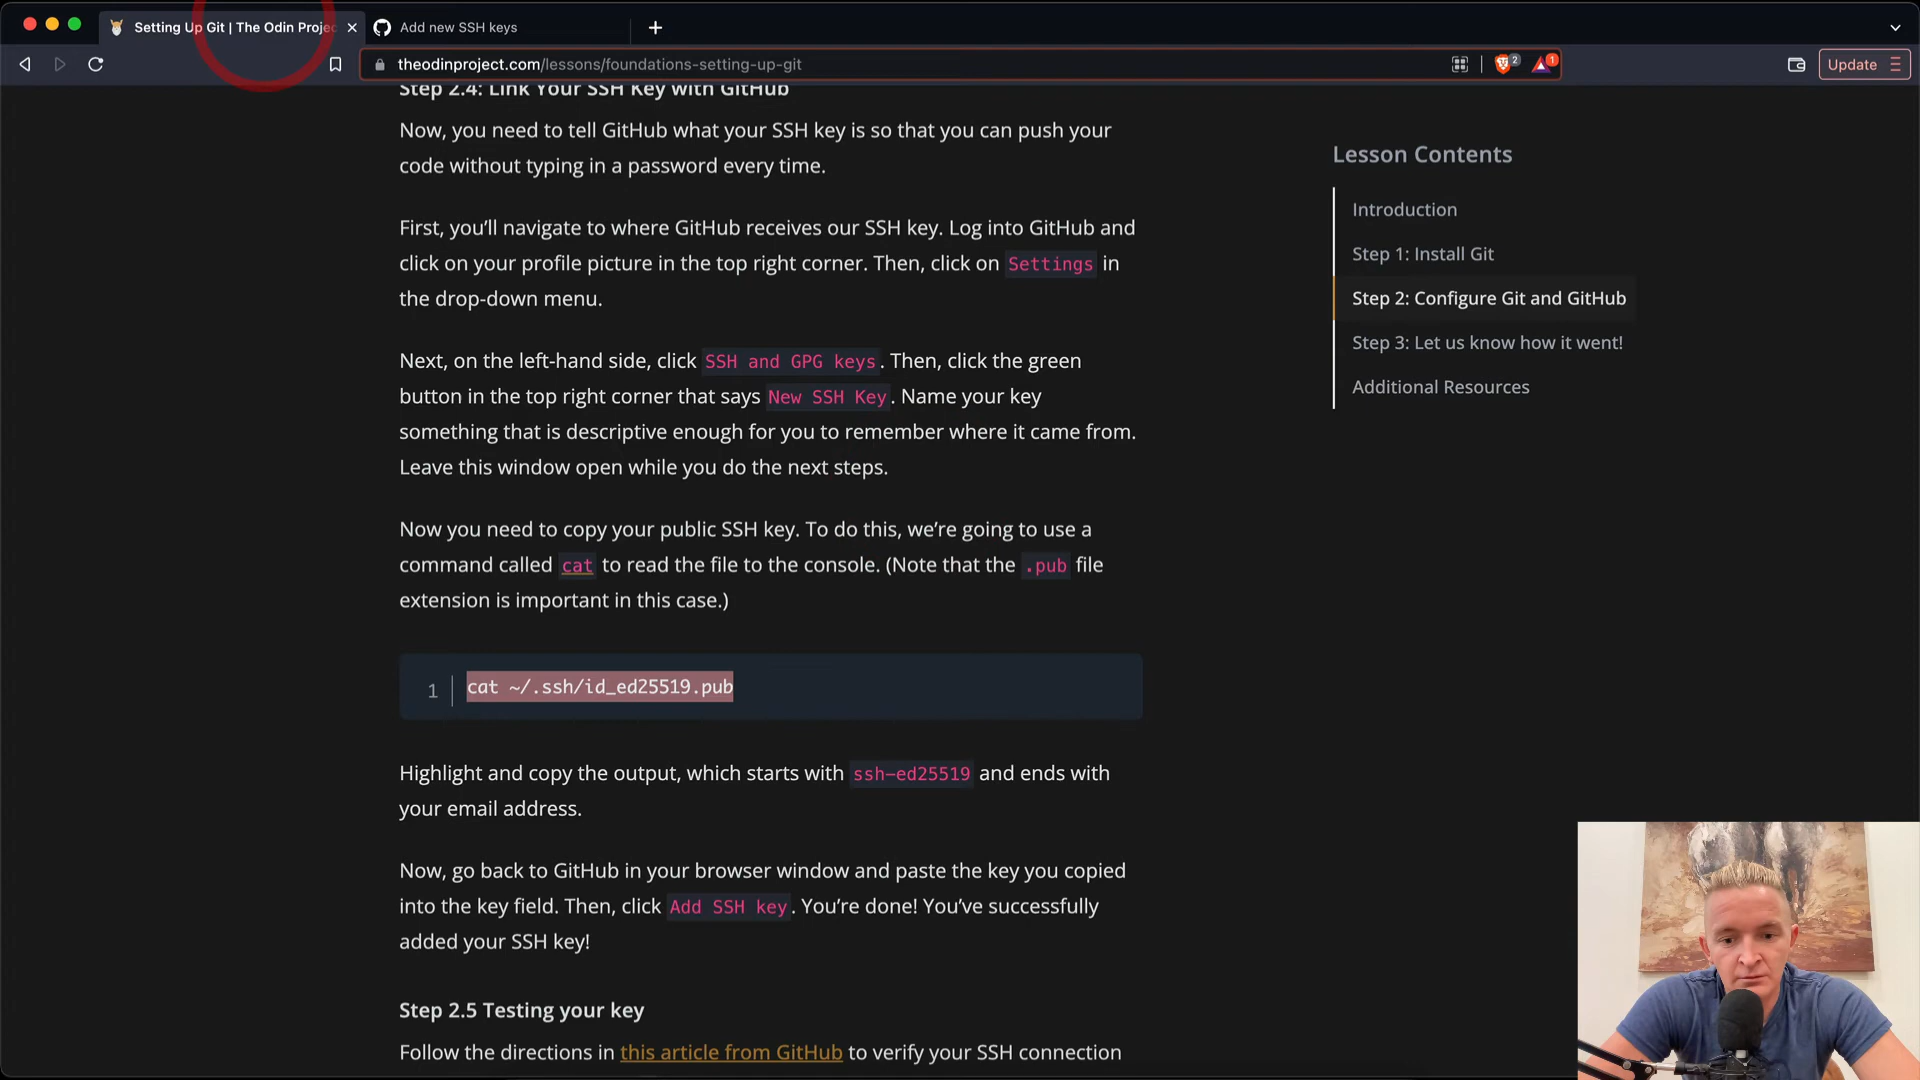 Setting Up Git | The Odin Proje
Add new SSH keys
theodinproject.com/lessons/foundations-setting-up-git
2
1
Update
Step 2.4: Link Your SSH Key with GitHub
Now, you need to tell GitHub what your SSH key is so that you can push your
code without typing in a password every time.
First, you’ll navigate to where GitHub receives our SSH key. Log into GitHub and
click on your profile picture in the top right corner. Then, click on Settings in
the drop-down menu.
Next, on the left-hand side, click SSH and GPG keys. Then, click the green
button in the top right corner that says New SSH Key. Name your key
something that is descriptive enough for you to remember where it came from.
Leave this window open while you do the next steps.
Now you need to copy your public SSH key. To do this, we’re going to use a
command called cat to read the file to the console. (Note that the .pub file
extension is important in this case.)
1 cat ~/.ssh/id_ed25519.pub
Highlight and copy the output, which starts with ssh-ed25519 and ends with
your email address.
Now, go back to GitHub in your browser window and paste the key you copied
into the key field. Then, click Add SSH key. You’re done! You’ve successfully
added your SSH key!
Step 2.5 Testing your key
Follow the directions in this article from GitHub to verify your SSH connection
Lesson Contents
Introduction
Step 1: Install Git
Step 2: Configure Git and GitHub
Step 3: Let us know how it went!
Additional Resources